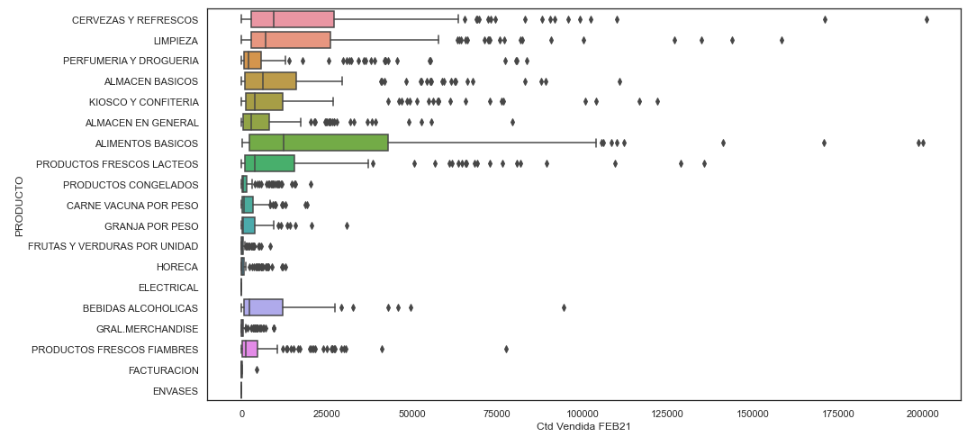 CERVEZAS Y REFRESCOS
LIMPIEZA
PERFUMERIA Y DROGUERIA
ALMACEN BASICOS
KIOSCO Y CONFITERIA
ALMACEN EN GENERAL
ALIMENTOS BASICOS
PRODUCTOS FRESCOS LACTEOS
PRODUCTOS CONGELADOS
CARNE VACUNA POR PESO
GRANJA POR PESO
FRUTAS Y VERDURAS POR UNIDAD
HORECA
ELECTRICAL
BEBIDAS ALCOHOLICAS
GRAL.MERCHANDISE
PRODUCTOS FRESCOS FIAMBRES
FACTURACION
ENVASES
PRODUCTO
0 25000 50000 75000 100000 125000 150000 175000 200000
Ctd Vendida FEB21